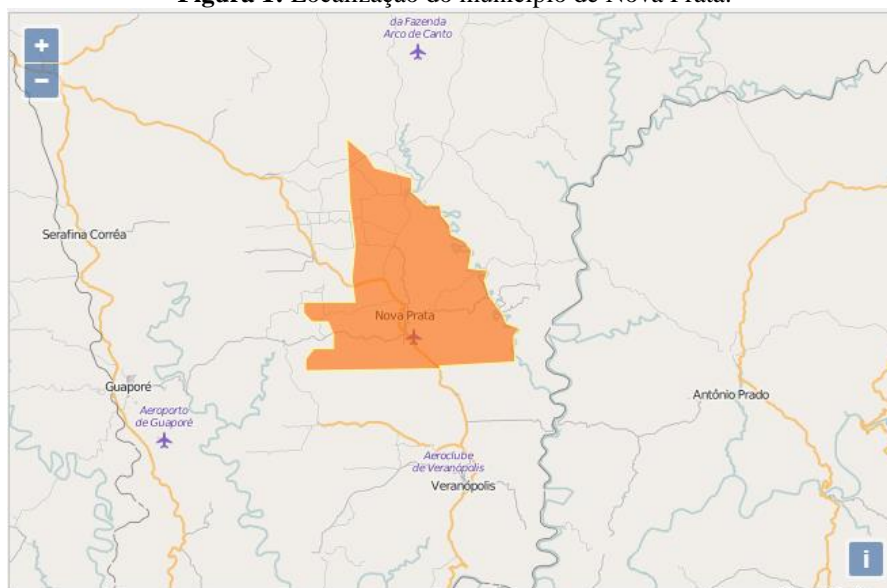 Figura 1: Localização do município de Nova Prata.
+
−
da Fazenda
Arco de Canto
Serafina Corrêa
Nova Prata
Guaporé
Aeroporto
de Guaporé
Antônio Prado
Aeroclube
de Veranópolis
Veranópolis
i